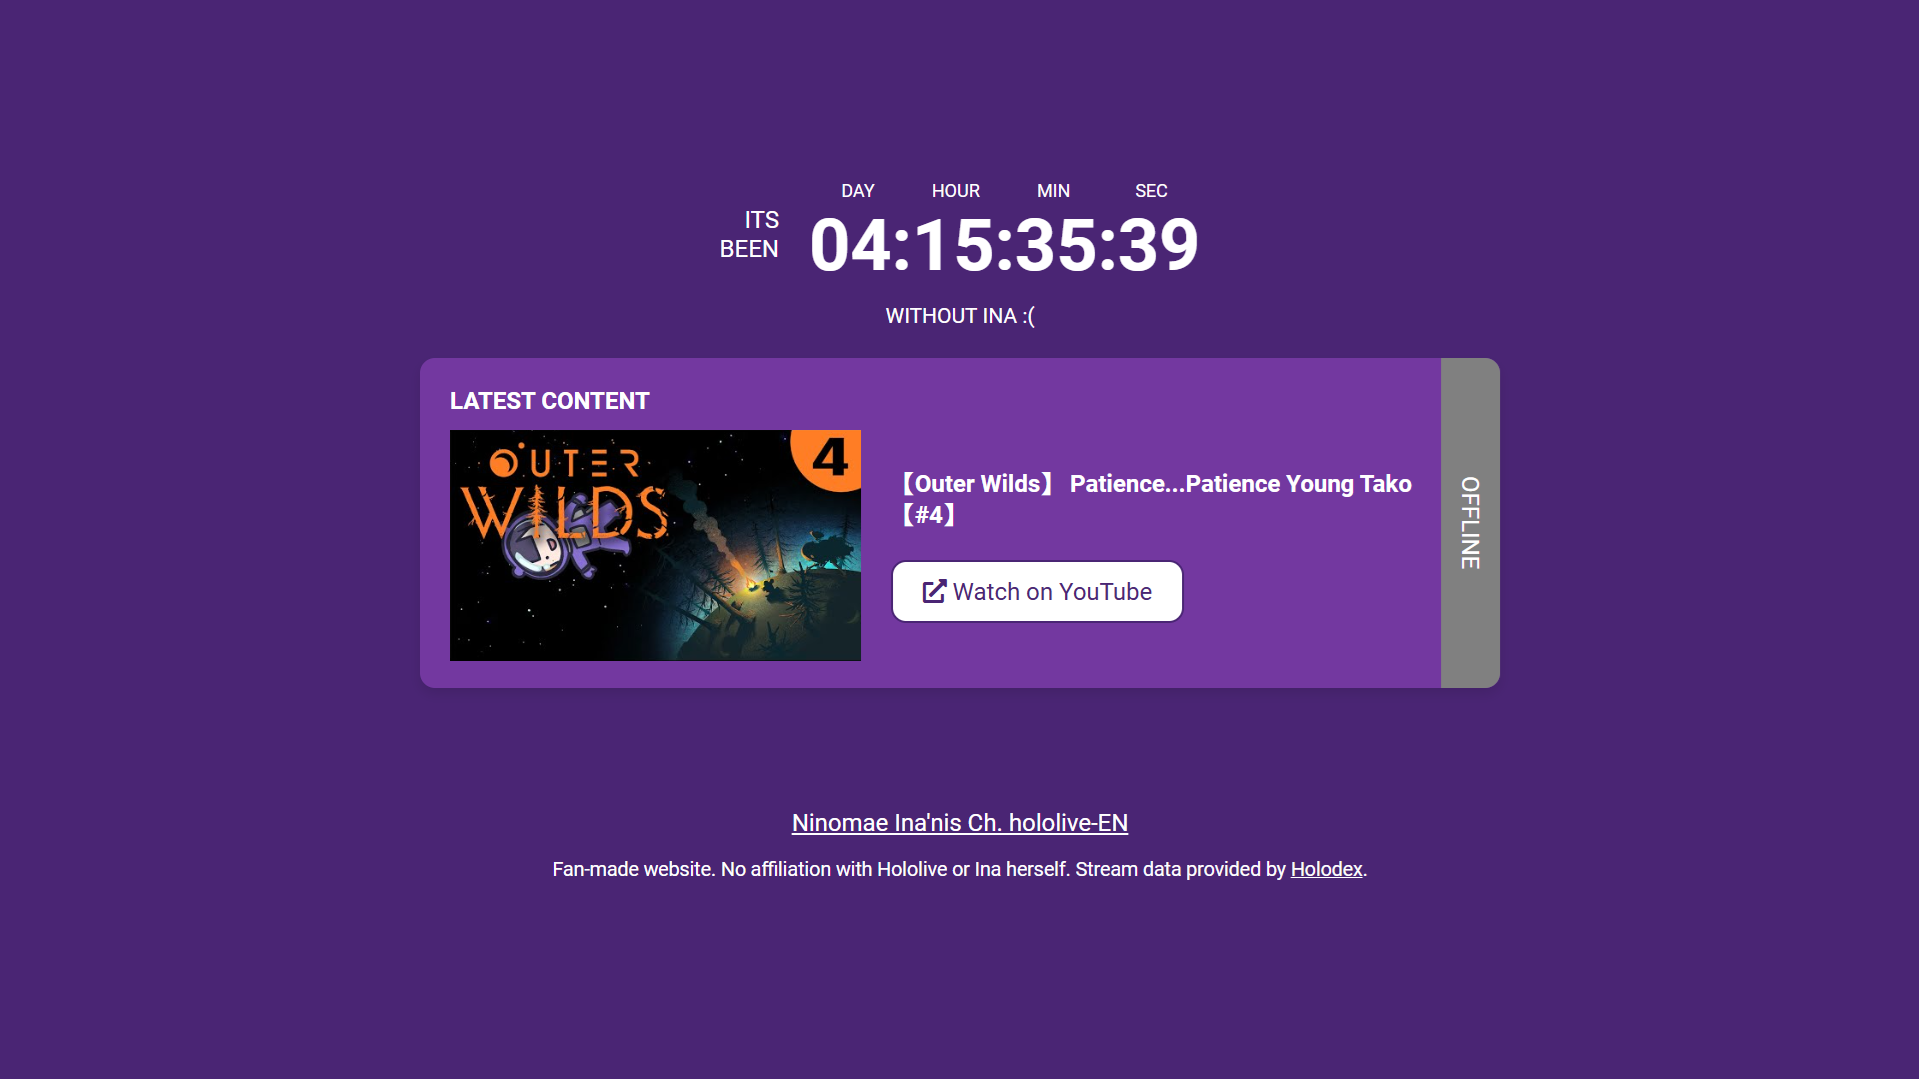 DAY HOUR MIN SEC
ITS
BEEN
04:15:35:39
WITHOUT INA :(
LATEST CONTENT
OUTER
WILDS
4
【Outer Wilds】 Patience...Patience Young Tako
【#4】
Watch on YouTube
OFFLINE
Ninomae Ina'nis Ch. hololive-EN
Fan-made website. No affiliation with Hololive or Ina herself. Stream data provided by Holodex.